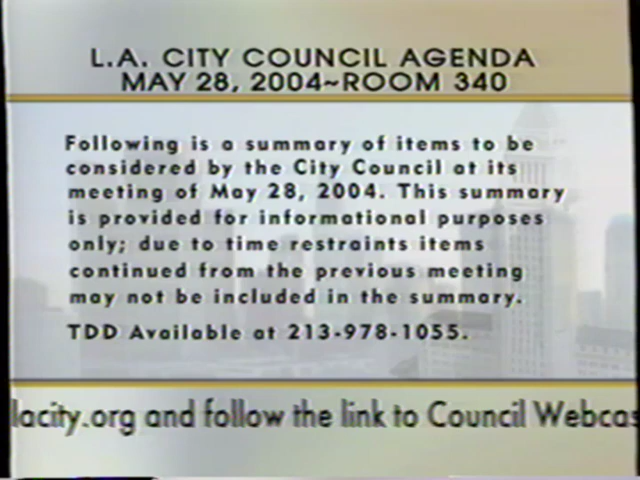 L.A. CITY COUNCIL AGENDA
MAY 28, 2004~ROOM 340
Following is a summary of items to be
considered by the City Council at its
meeting of May 28, 2004. This summary
is provided for informational purposes
only; due to time restraints items
continued from the previous meeting
may not be included in the summary.
TDD Available at 213-978-1055.
lacity.org and follow the link to Council Webcas